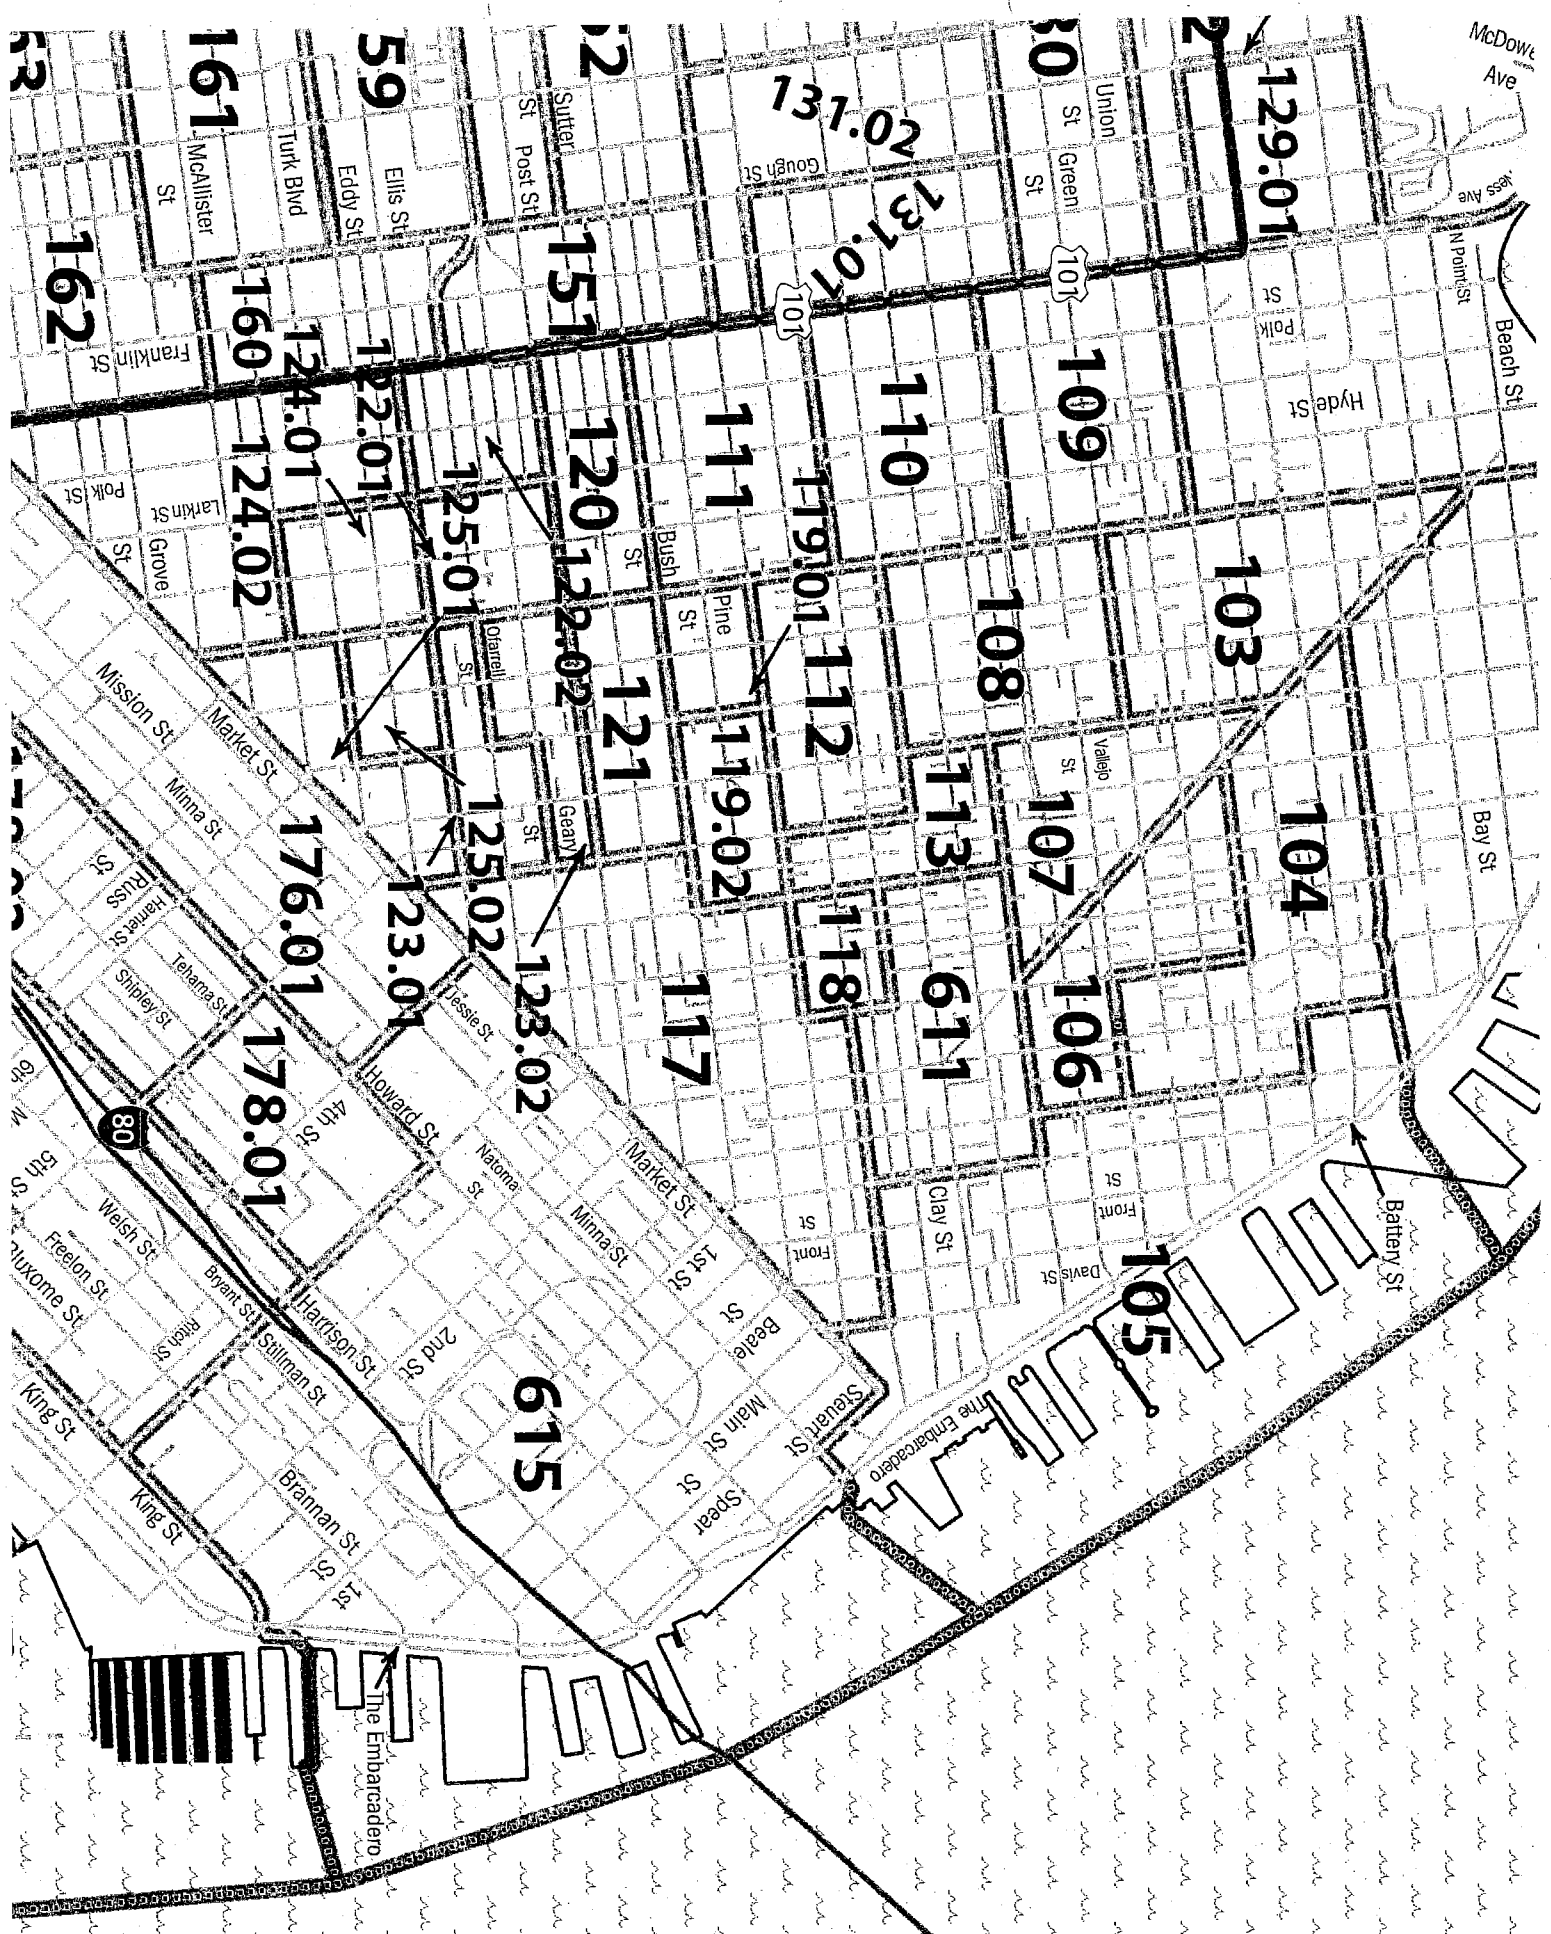 McDowe
Ave
ness Ave
129.01
N Point St
Beach St
Polk
St
Hyde St
Bay St
Union
St
Green
St
101
109
103
104
131.02
Gough St
131.01
101
110
108
Vallejo
St
107
106
105
Battery St
Front
St
Davis St
Sutter
St
Post St
151
111
119.01
112
113
118
611
Clay St
The Embarcadero
Bush
St
Pine
St
119.02
117
Front
St
161
59
McAllister
St
Turk Blvd
Eddy St
Ellis St
162
Franklin St
160
124.01
122.01
125.01
120
122.02
121
Ofarrell
St
Geary
St
Polk St
Larkin St
124.02
Grove
St
125.02
123.01
123.02
Mission St
Market St
Minna St
176.01
Russ
St
Harriet St
Tehama St
Shipley St
Jessie St
178.01
Howard St
4th St
Natoma
St
Market St
Minna St
1st St
Beale
St
Steuart St
Main St
Spear
St
80
6th
5th St
Welsh St
Freelon St
Bryant St
Ritch St
Harrison St
Stillman St
2nd St
615
King St
King St
Brannan St
1st
St
The Embarcadero